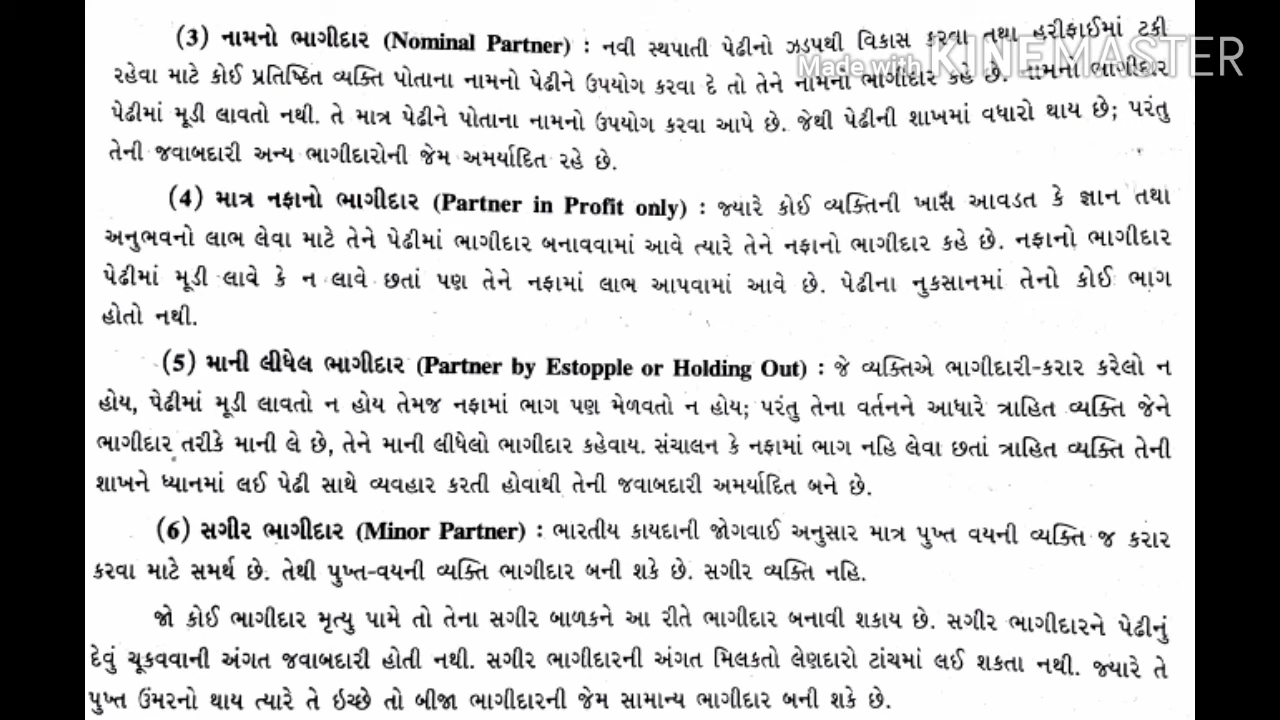 (3) નામનો ભાગીદાર (Nominal Partner) : નવી સ્થપાતી પેઢીનો ઝડપથી વિકાસ કરવા તથા હરીફાઈમાં ટકી
Made with KINEMASTER
રહેવા માટે કોઈ પ્રતિષ્ઠિત વ્યક્તિ પોતાના નામનો પેઢીને ઉપયોગ કરવા દે તો તેને નામનો ભાગીદાર કહે છે. નામનો ભાગીદાર
પેઢીમાં મૂડી લાવતો નથી. તે માત્ર પેઢીને પોતાના નામનો ઉપયોગ કરવા આપે છે. જેથી પેઢીની શાખમાં વધારો થાય છે; પરંતુ
તેની જવાબદારી અન્ય ભાગીદારોની જેમ અમર્યાદિત રહે છે.
(4) માત્ર નફાનો ભાગીદાર (Partner in Profit only) : જ્યારે કોઈ વ્યક્તિની ખાસ આવડત કે જ્ઞાન તથા
અનુભવનો લાભ લેવા માટે તેને પેઢીમાં ભાગીદાર બનાવવામાં આવે ત્યારે તેને નફાનો ભાગીદાર કહે છે. નફાનો ભાગીદાર
પેઢીમાં મૂડી લાવે કે ન લાવે છતાં પણ તેને નફામાં લાભ આપવામાં આવે છે. પેઢીના નુકસાનમાં તેનો કોઈ ભાગ
હોતો નથી.
(5) માની લીધેલ ભાગીદાર (Partner by Estopple or Holding Out) : જે વ્યક્તિએ ભાગીદારી-કરાર કરેલો ન
હોય, પેઢીમાં મૂડી લાવતો ન હોય તેમજ નફામાં ભાગ પણ મેળવતો ન હોય; પરંતુ તેના વર્તનને આધારે ત્રાહિત વ્યક્તિ જેને
ભાગીદાર તરીકે માની લે છે, તેને માની લીધેલો ભાગીદાર કહેવાય. સંચાલન કે નફામાં ભાગ નહિ લેવા છતાં ત્રાહિત વ્યક્તિ તેની
શાખને ધ્યાનમાં લઈ પેઢી સાથે વ્યવહાર કરતી હોવાથી તેની જવાબદારી અમર્યાદિત બને છે.
(6) સગીર ભાગીદાર (Minor Partner) : ભારતીય કાયદાની જોગવાઈ અનુસાર માત્ર પુખ્ત વયની વ્યક્તિ જ કરાર
કરવા માટે સમર્થ છે. તેથી પુખ્ત-વયની વ્યક્તિ ભાગીદાર બની શકે છે. સગીર વ્યક્તિ નહિ.
જો કોઈ ભાગીદાર મૃત્યુ પામે તો તેના સગીર બાળકને આ રીતે ભાગીદાર બનાવી શકાય છે. સગીર ભાગીદારને પેઢીનું
દેવું ચૂકવવાની અંગત જવાબદારી હોતી નથી. સગીર ભાગીદારની અંગત મિલકતો લેણદારો ટાંચમાં લઈ શકતા નથી. જ્યારે તે
પુખ્ત ઉંમરનો થાય ત્યારે તે ઇચ્છે તો બીજા ભાગીદારની જેમ સામાન્ય ભાગીદાર બની શકે છે.